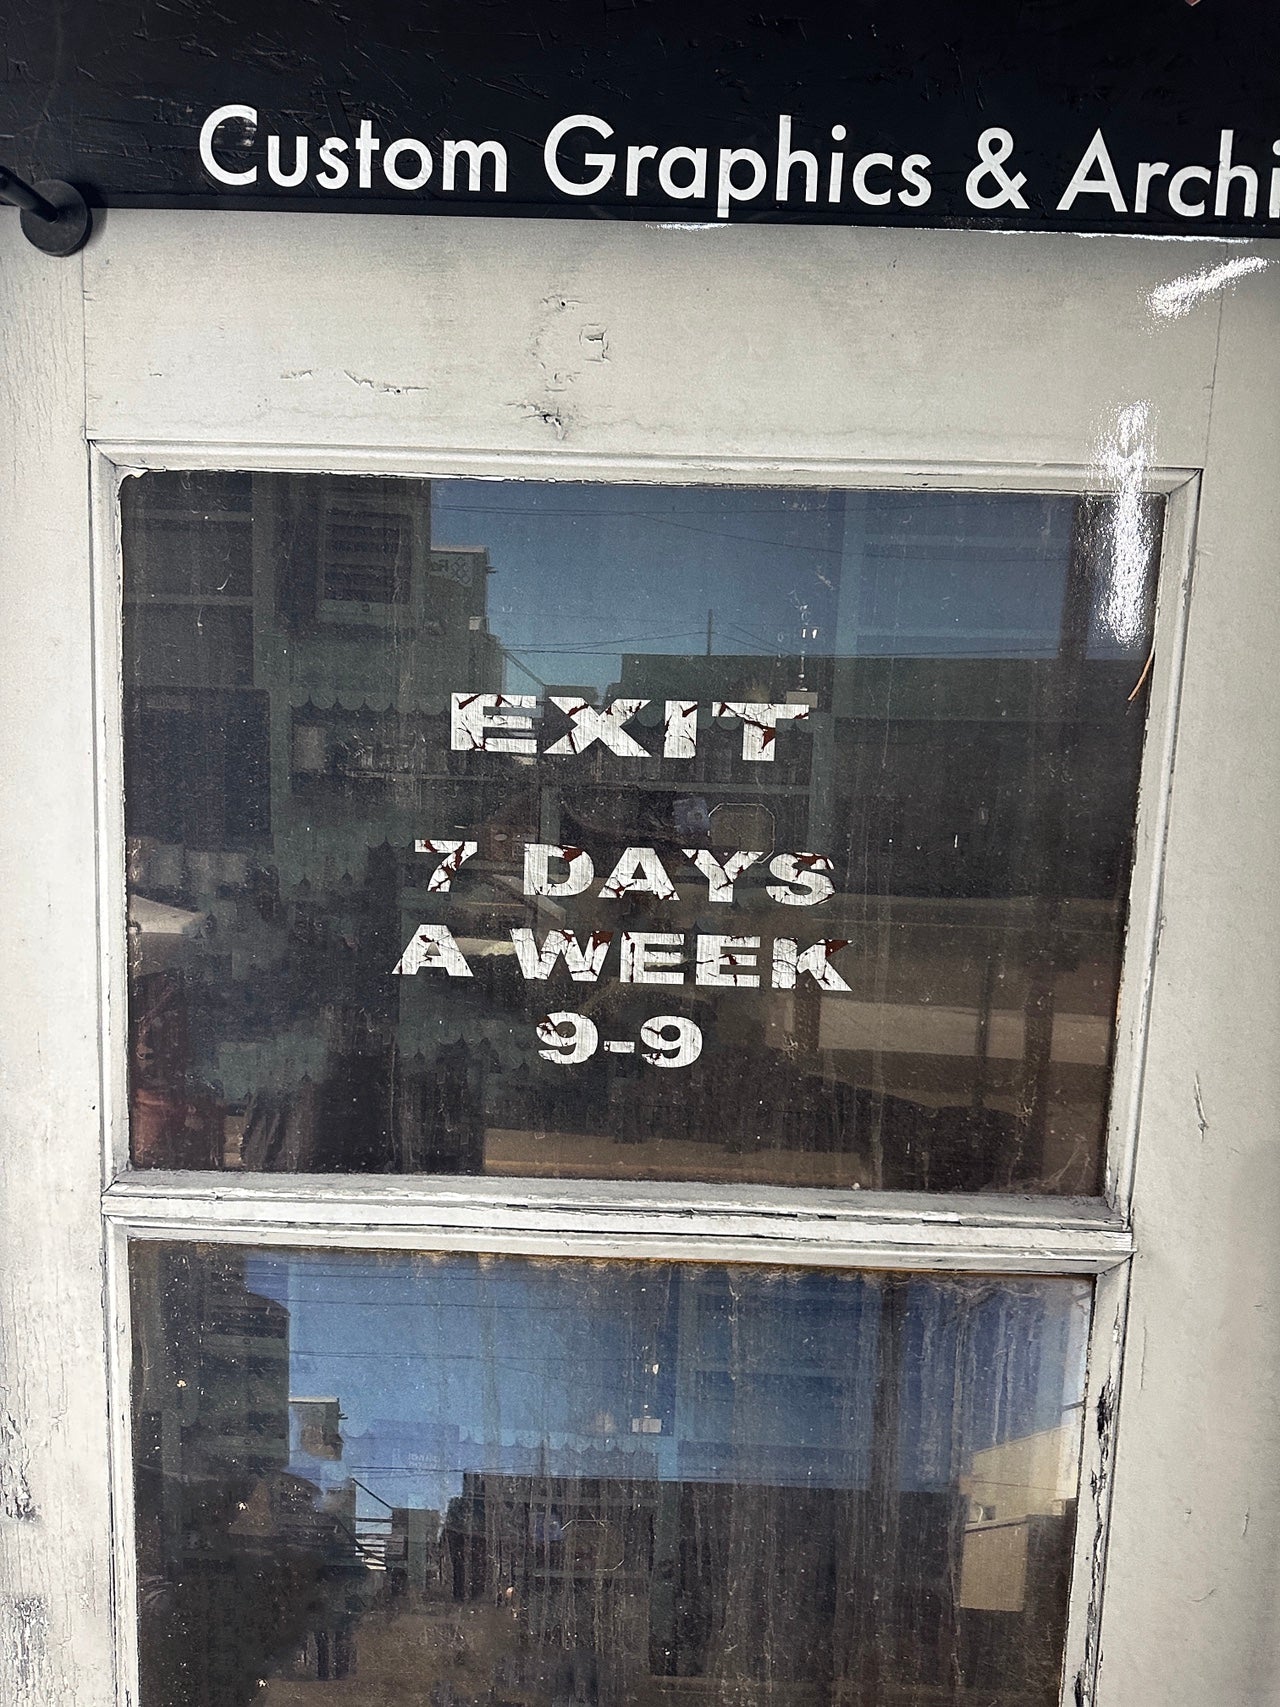 Custom Graphics & Archi
EXIT
7 DAYS
A WEEK
9-9